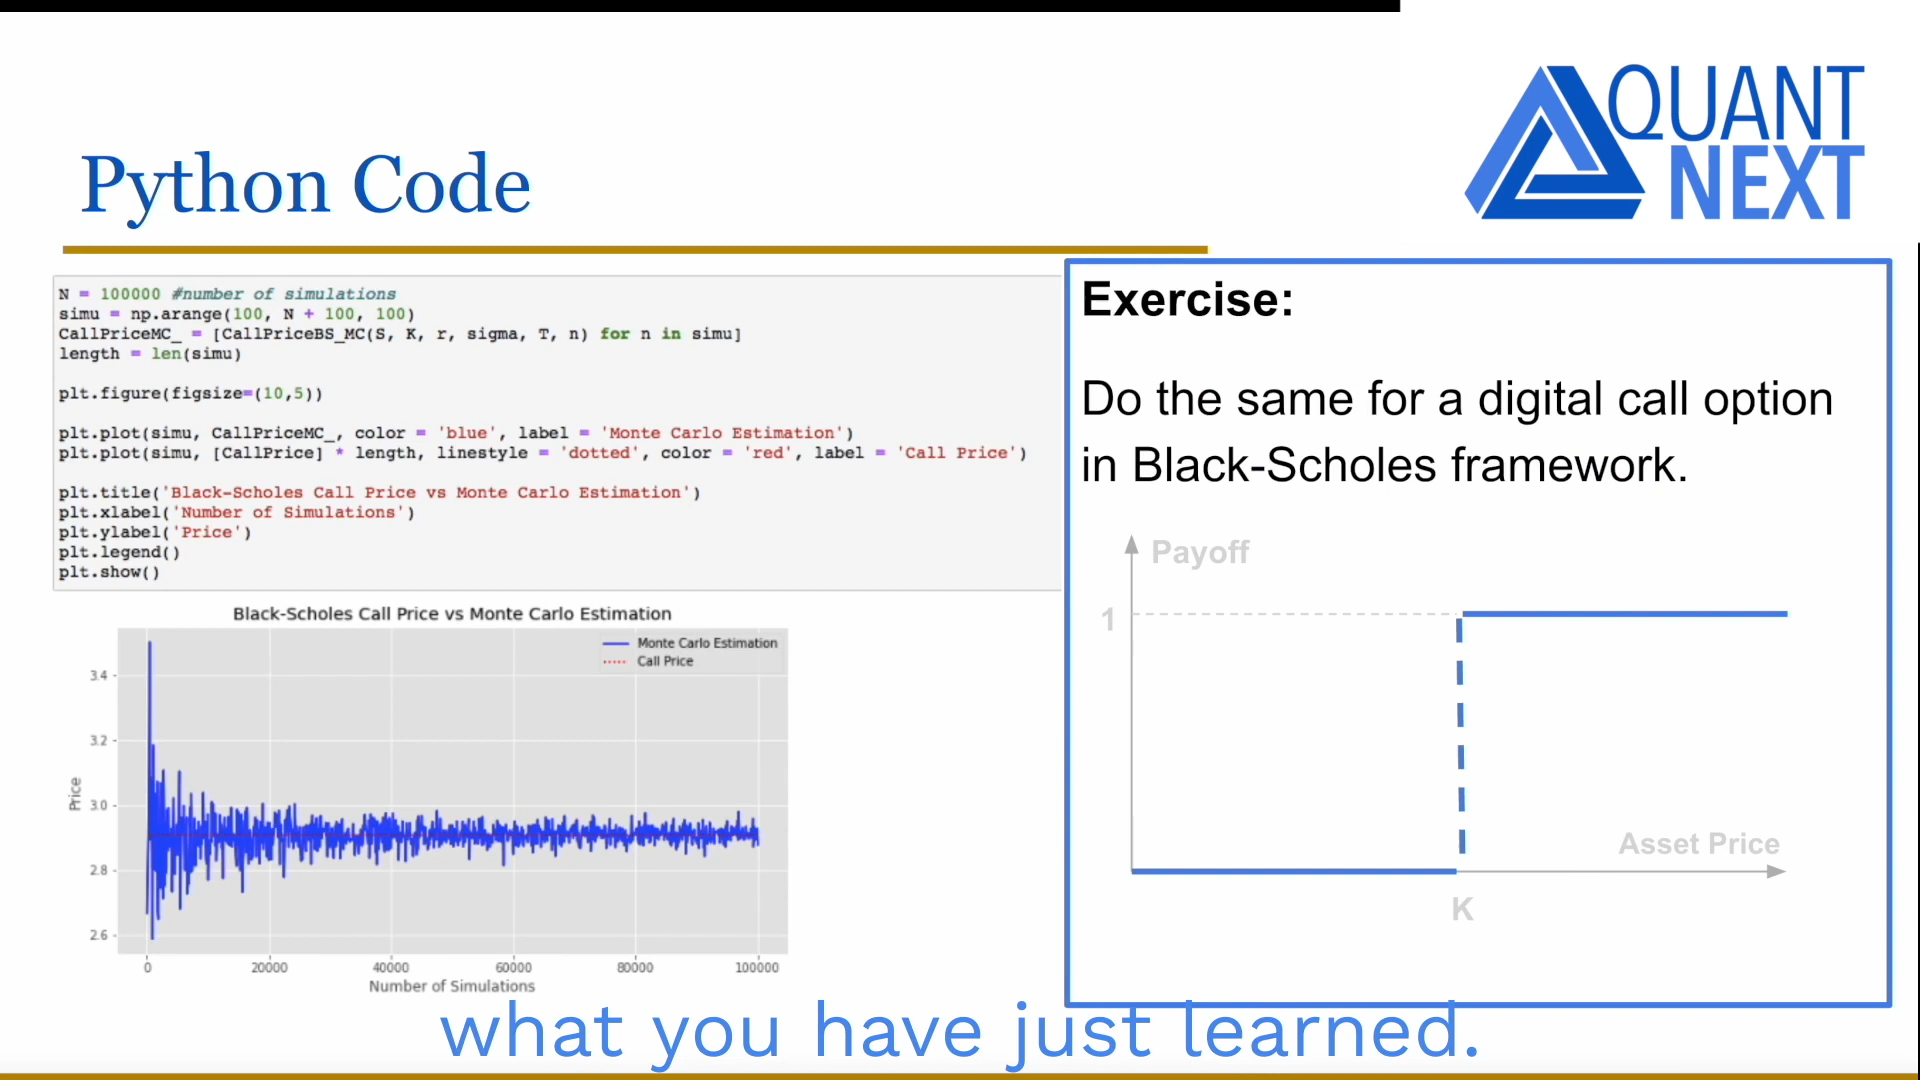 QUANT
NEXT
Python Code
N = 100000 #number of simulations
simu = np.arange(100, N + 100, 100)
CallPriceMC_ = [CallPriceBS_MC(S, K, r, sigma, T, n) for n in simu]
length = len(simu)
plt.figure(figsize=(10,5))
plt.plot(simu, CallPriceMC_, color = 'blue', label = 'Monte Carlo Estimation')
plt.plot(simu, [CallPrice] * length, linestyle = 'dotted', color = 'red', label = 'Call Price')
plt.title('Black-Scholes Call Price vs Monte Carlo Estimation')
plt.xlabel('Number of Simulations')
plt.ylabel('Price')
plt.legend()
plt.show()
Black-Scholes Call Price vs Monte Carlo Estimation
Monte Carlo Estimation
Call Price
3.4
3.2
3.0
2.8
2.6
Price
0 20000 40000 60000 80000 100000
Number of Simulations
Exercise:
Do the same for a digital call option
in Black-Scholes framework.
Payoff
1
Asset Price
K
what you have just learned.